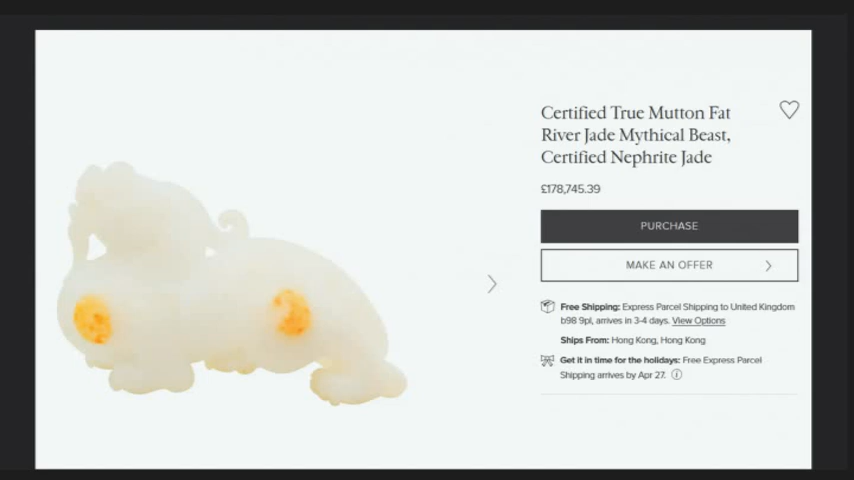 Certified True Mutton Fat
River Jade Mythical Beast,
Certified Nephrite Jade
£178,745.39
PURCHASE
MAKE AN OFFER
Free Shipping: Express Parcel Shipping to United Kingdom
b98 9pl, arrives in 3-4 days. View Options
Ships From: Hong Kong, Hong Kong
Get it in time for the holidays: Free Express Parcel
Shipping arrives by Apr 27.